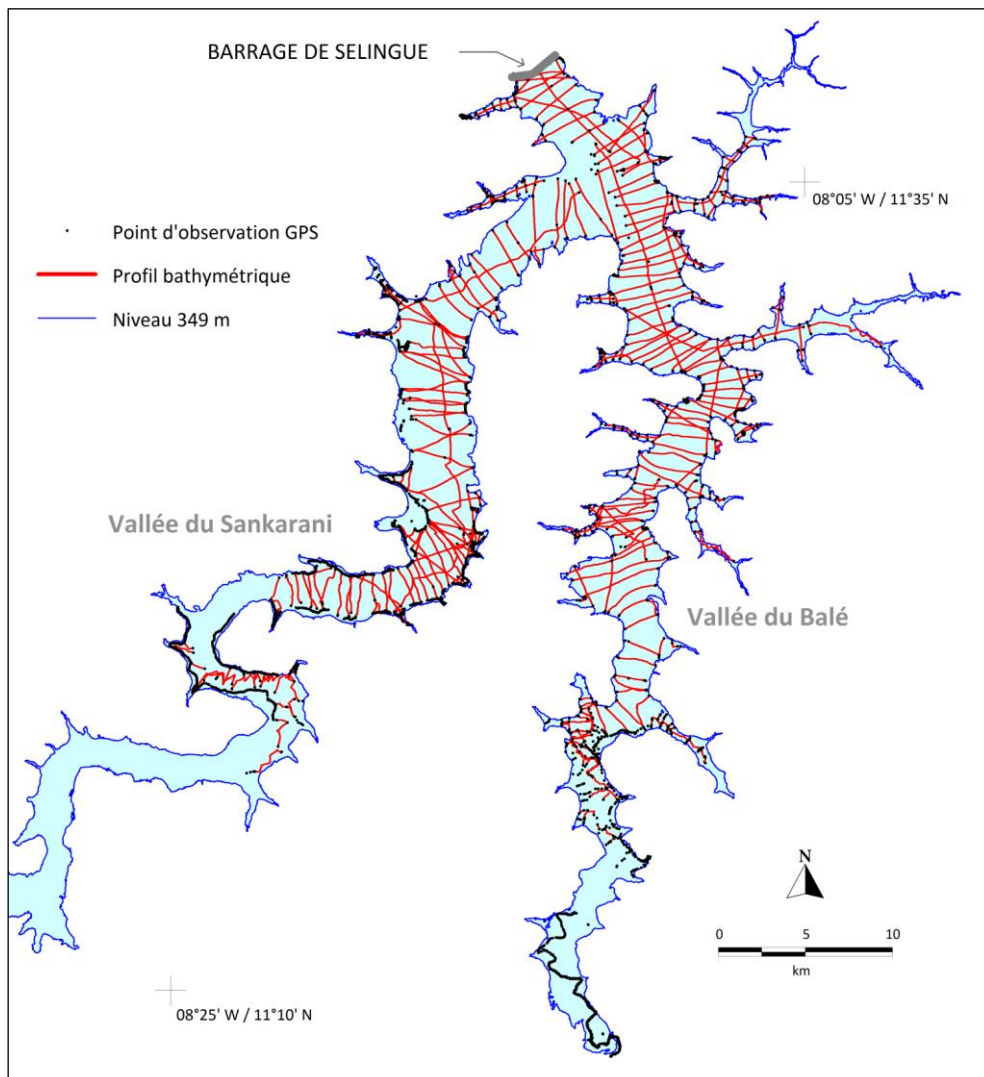 BARRAGE DE SELINGUE
08°05' W / 11°35' N
Point d'observation GPS
Profil bathymétrique
Niveau 349 m
Vallée du Sankarani
Vallée du Balé
N
0 5 10
km
08°25' W / 11°10' N